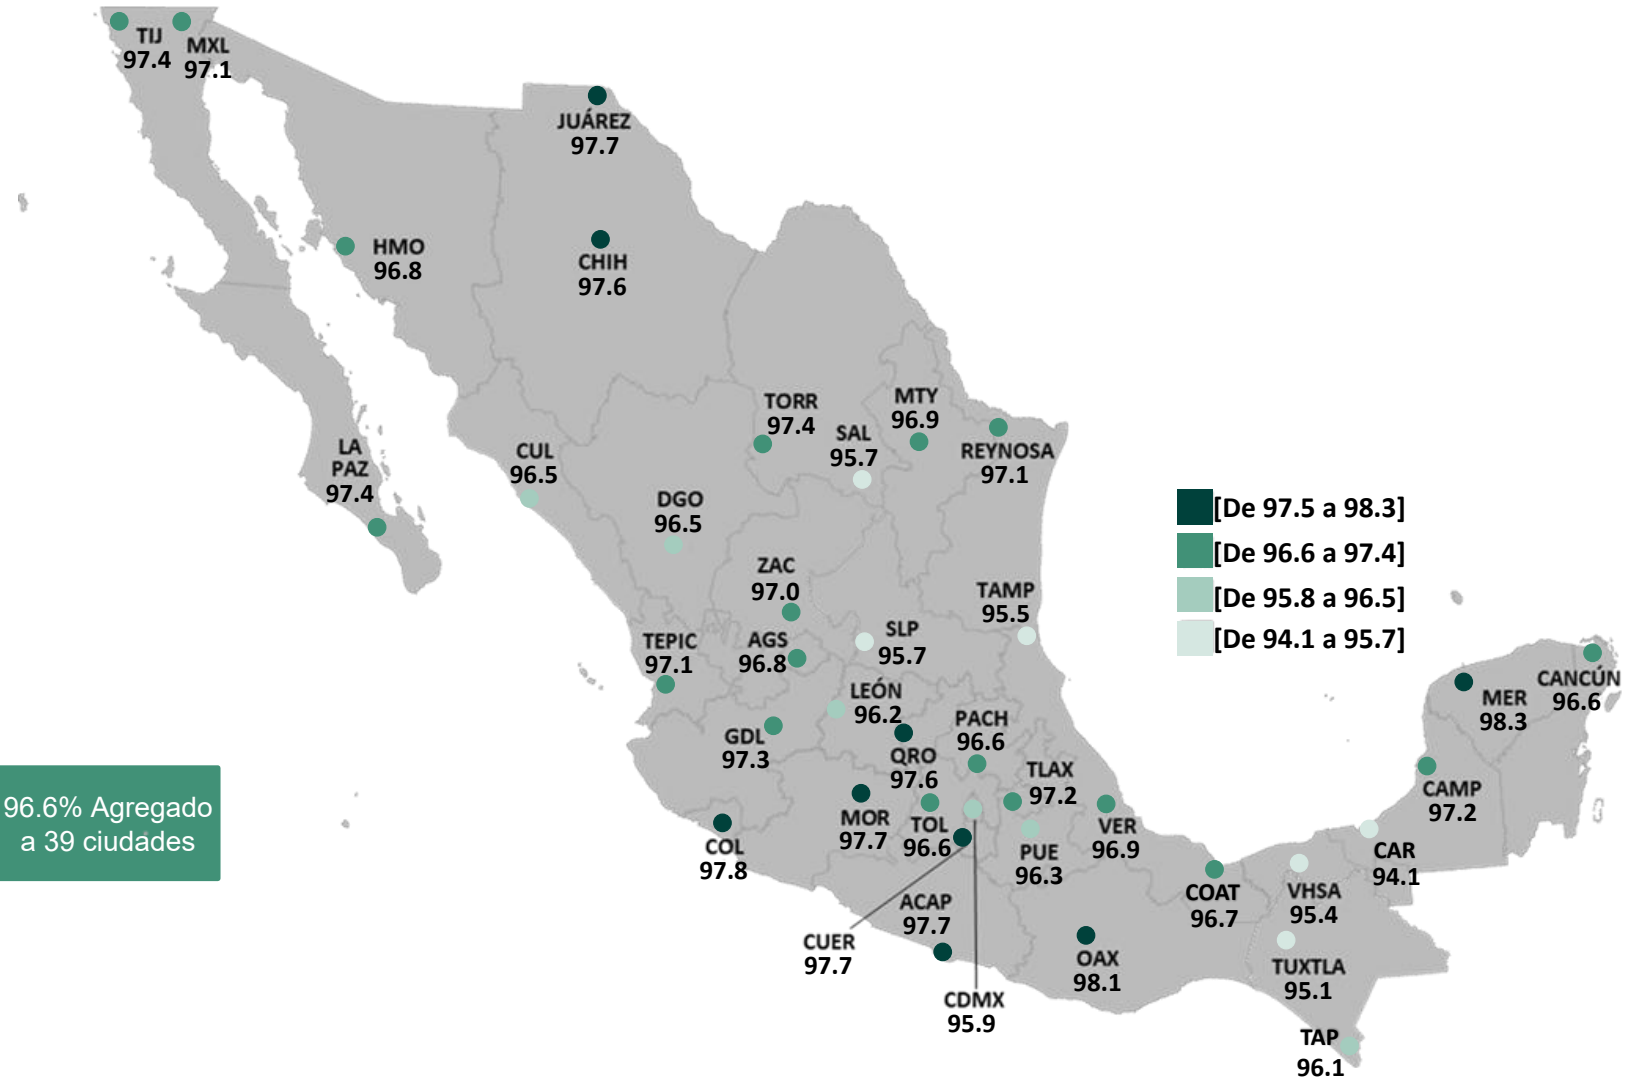 TIJ
97.4
MXL
97.1
JUÁREZ
97.7
HMO
96.8
CHIH
97.6
LA
PAZ
97.4
CUL
96.5
TORR
97.4
SAL
95.7
MTY
96.9
REYNOSA
97.1
DGO
96.5
ZAC
97.0
TAMP
95.5
[De 97.5 a 98.3]
[De 96.6 a 97.4]
[De 95.8 a 96.5]
[De 94.1 a 95.7]
TEPIC
97.1
AGS
96.8
SLP
95.7
LEÓN
96.2
PACH
96.6
GDL
97.3
QRO
97.6
TLAX
97.2
MER
98.3
CANCÚN
96.6
CAMP
97.2
96.6% Agregado
a 39 ciudades
COL
97.8
MOR
97.7
TOL
96.6
PUE
96.3
VER
96.9
CAR
94.1
COAT
96.7
VHSA
95.4
ACAP
97.7
CUER
97.7
CDMX
95.9
OAX
98.1
TUXTLA
95.1
TAP
96.1